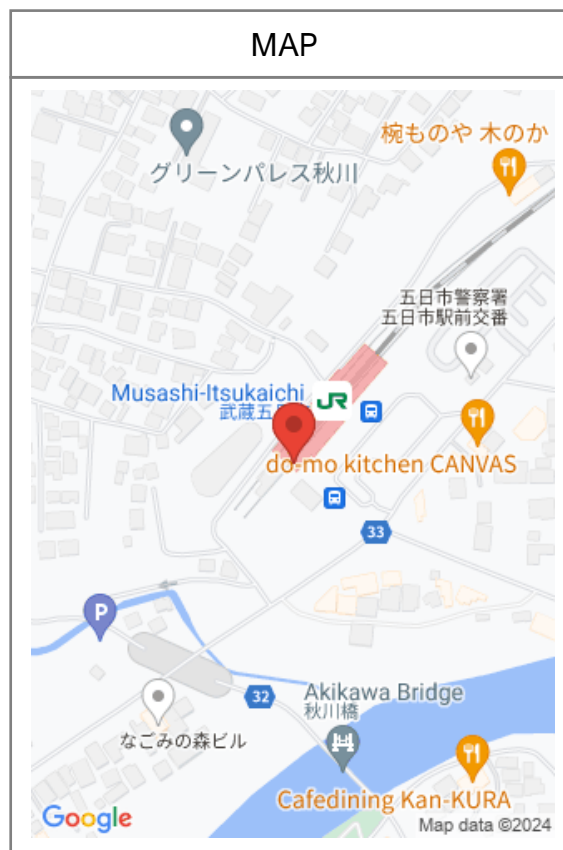 MAP
椀ものや 木のか
グリーンパレス秋川
五日市警察署
五日市駅前交番
Musashi-Itsukaichi
武蔵五
JR
do-mo kitchen CANVAS
33
P
32
Akikawa Bridge
秋川橋
なごみの森ビル
Cafedining Kan-KURA
Google
Map data ©2024